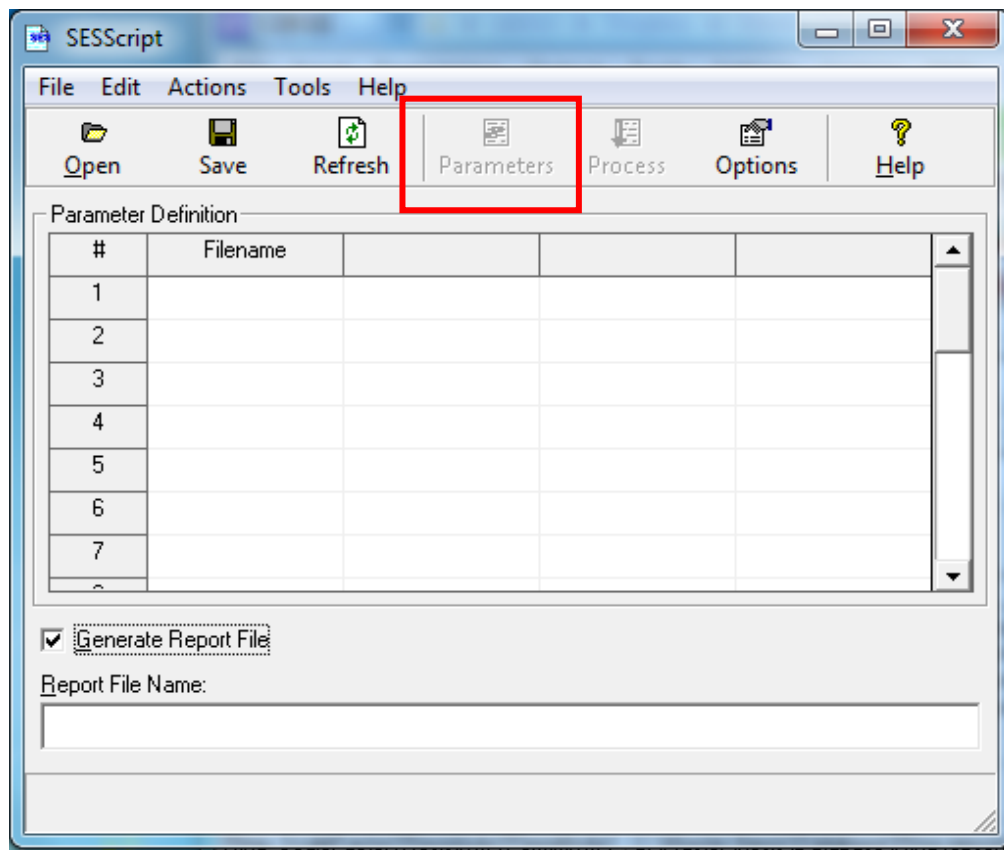 SESScript
File Edit Actions Tools Help
Open Save Refresh Parameters Process Options Help
Parameter Definition
# Filename
1
2
3
4
5
6
7
Generate Report File
Report File Name: